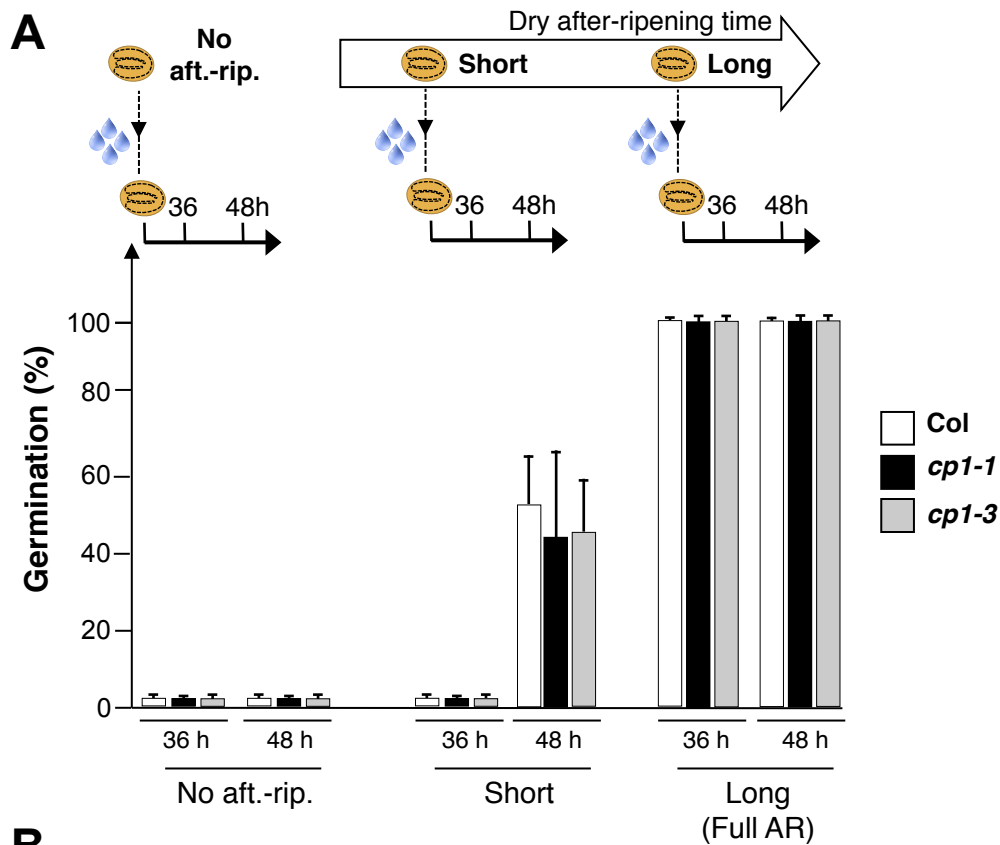 A
Dry after-ripening time
No
aft.-rip.
Short
Long
36
48h
36
48h
36
48h
Germination (%)
100
80
60
40
20
0
Col
cp1-1
cp1-3
36 h
48 h
36 h
48 h
36 h
48 h
No aft.-rip.
Short
Long
(Full AR)
B